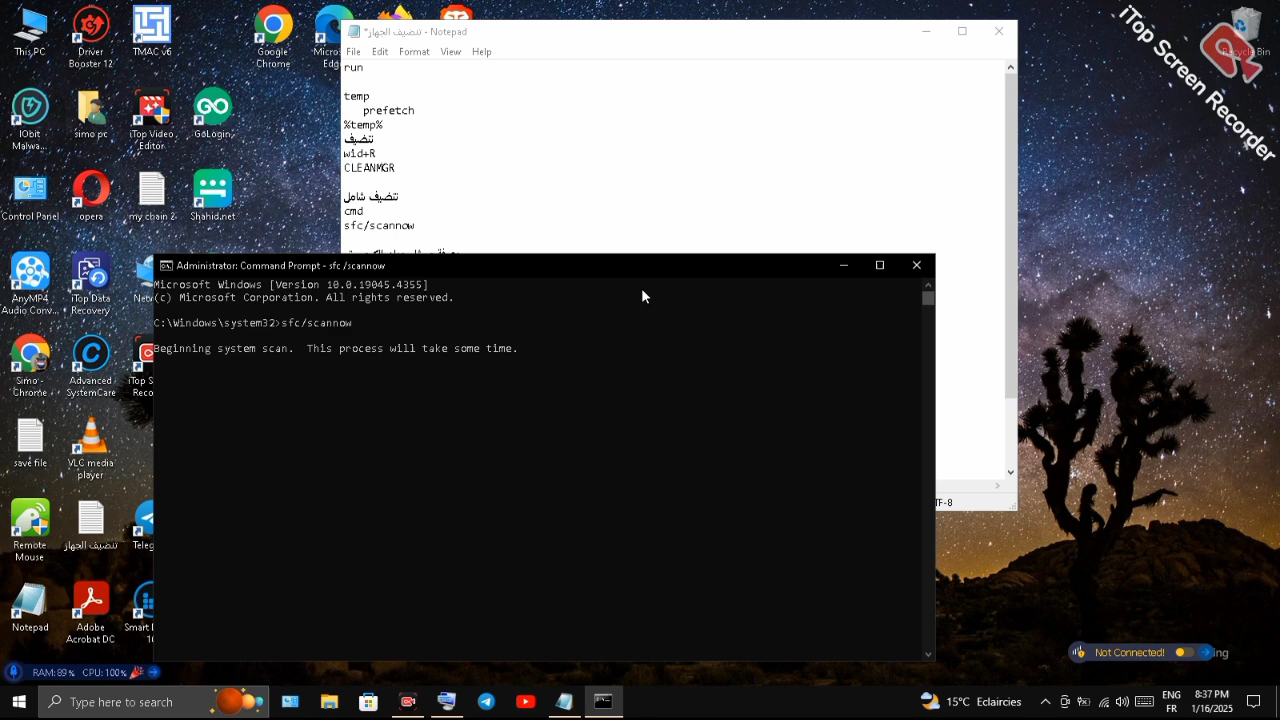 This PC
Driver Booster 12
TMAC v6
Google Chrome
Recycle Bin
iTop Screen Recorder
*تنضيف الجهاز - Notepad
File Edit Format View Help
run
temp
prefetch
%temp%
تنضيف
wid+R
CLEANMGR
تنضيف شامل
cmd
sfc/scannow
IObit Malwa...
simo pc
iTop Video Editor
GoLogin
Control Panel
opera
my chain 2
Shahid.net
AnyMP4 Audio Conv...
iTop Data Recovery
Simo - Chrome
Advanced SystemCare
save file
VLC media player
Remote Mouse
تنضيف الجهاز
Notepad
Adobe Acrobat DC
Administrator: Command Prompt - sfc /scannow
Microsoft Windows [Version 10.0.19045.4355]
(c) Microsoft Corporation. All rights reserved.
C:\Windows\system32>sfc/scannow
Beginning system scan. This process will take some time.
RAM: 89% CPU: 100%
Not Connected!
Type here to search
15°C Eclaircies
ENG
FR
8:37 PM
1/16/2025